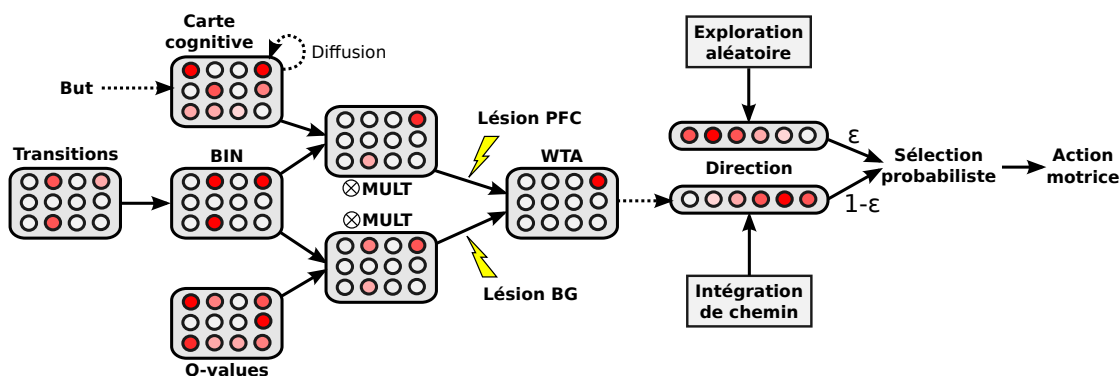 Carte
cognitive
Diffusion
But
Transitions
BIN
⊗MULT
⊗MULT
Q-values
Lésion PFC
Lésion BG
WTA
Exploration
aléatoire
Direction
ε
1-ε
Intégration
de chemin
Sélection
probabiliste
Action
motrice